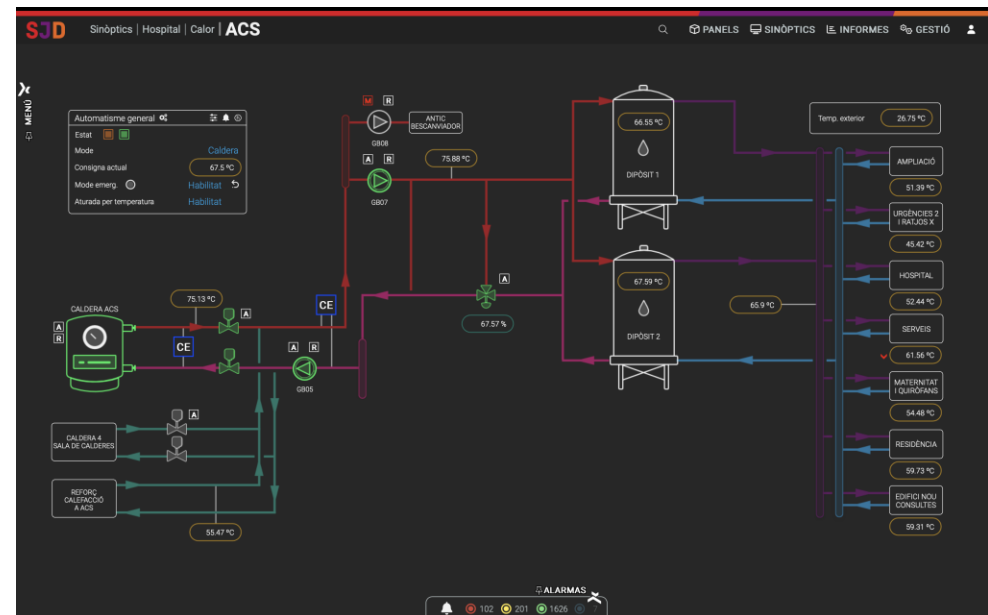 SJD
Sinòptics | Hospital | Calor | ACS
PANELS
SINÒPTICS
INFORMES
GESTIÓ
MENÚ
Automatisme general
Estat
Mode
Caldera
Consigna actual
67.5 ºC
Mode emerg.
Habilitat
Aturada per temperatura
Habilitat
M
R
GB08
ANTIC
BESCANVIADOR
A
R
GB07
75.88 ºC
66.55 ºC
DIPÒSIT 1
Temp. exterior
26.75 ºC
AMPLIACIÓ
51.39 ºC
URGÈNCIES 2
I RATJOS X
45.42 ºC
HOSPITAL
52.44 ºC
SERVEIS
61.56 ºC
MATERNITAT
I QUIRÒFANS
54.48 ºC
RESIDÈNCIA
59.73 ºC
EDIFICI NOU
CONSULTES
59.31 ºC
67.59 ºC
DIPÒSIT 2
65.9 ºC
A
67.57 %
CALDERA ACS
A
R
75.13 ºC
A
CE
CE
A
R
GB05
A
CALDERA 4
SALA DE CALDERES
REFORÇ
CALEFACCIÓ
A ACS
55.47 ºC
ALARMAS
102
201
1626
7